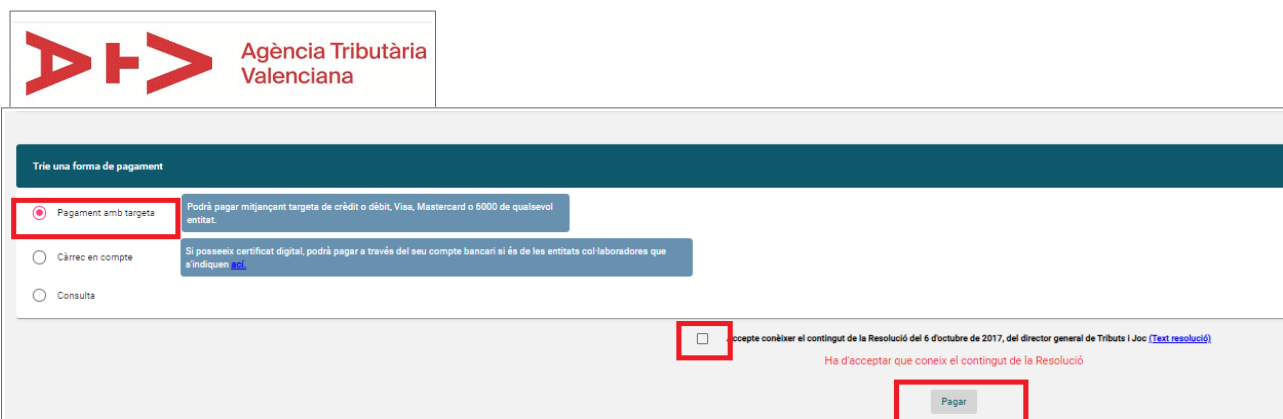 Agència Tributària
Valenciana
Trie una forma de pagament
Pagament amb targeta
Podrà pagar mitjançant targeta de crèdit o dèbit, Visa, Mastercard o 6000 de qualsevol
entitat.
Càrrec en compte
Si posseeix certificat digital, podrà pagar a través del seu compte bancari si és de les entitats col·laboradores que
s'indiquen ací.
Consulta
Accepte conèixer el contingut de la Resolució del 6 d'octubre de 2017, del director general de Tributs i Joc (Text resolució)
Ha d'acceptar que coneix el contingut de la Resolució
Pagar